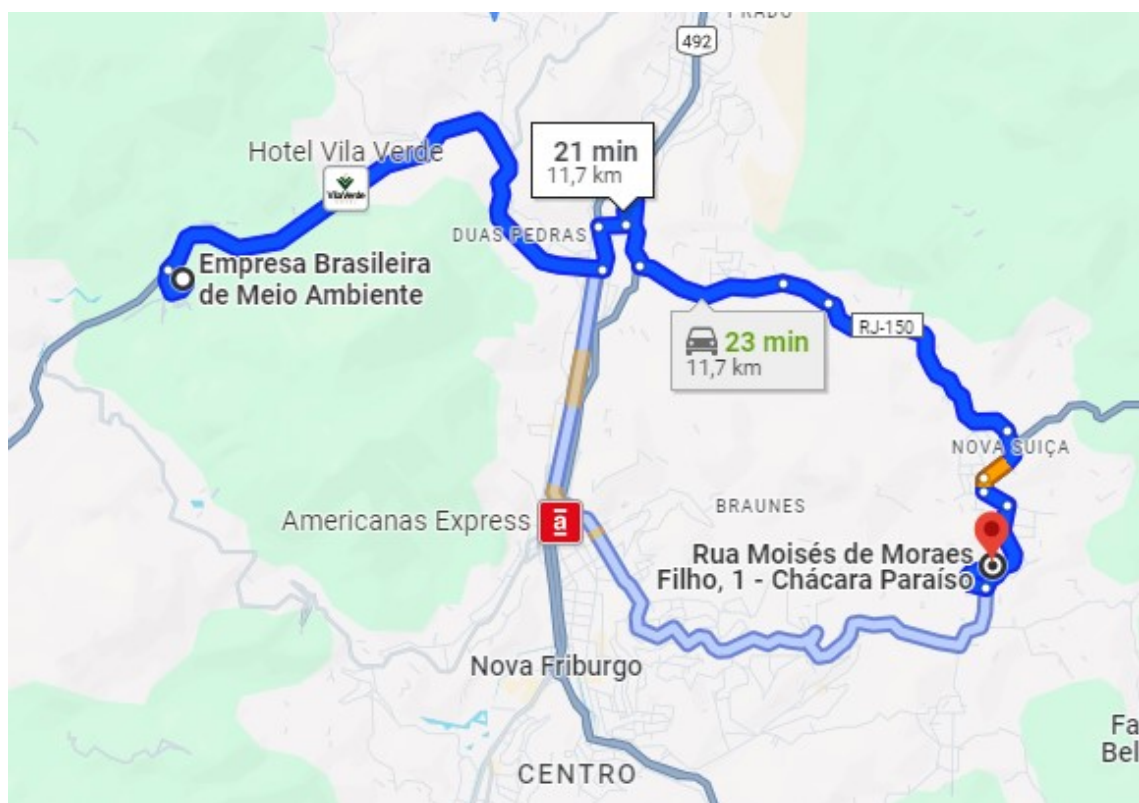 492
Hotel Vila Verde
VilaVerde
21 min
11,7 km
DUAS PEDRAS
Empresa Brasileira
de Meio Ambiente
23 min
11,7 km
RJ-150
NOVA SUIÇA
Americanas Express
a
BRAUNES
Rua Moisés de Moraes
Filho, 1 - Chácara Paraíso
Nova Friburgo
CENTRO
Fa
Bel